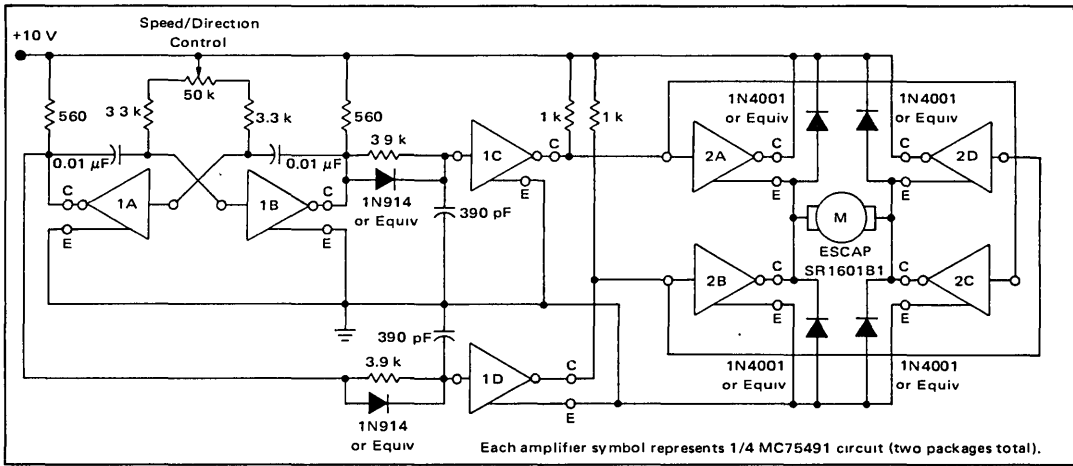 Speed/Direction
Control
+10 V
50 k
560
3 3 k
3.3 k
560
0.01 µF
0.01 µF
3 9 k
1N914
or Equiv
390 pF
1A
1B
1C
C
E
C
E
C
E
1 k
1 k
1N4001
or Equiv
1N4001
or Equiv
2A
C
E
2D
C
E
M
ESCAP
SR1601B1
2B
C
E
2C
C
E
1N4001
or Equiv
1N4001
or Equiv
390 pF
3.9 k
1N914
or Equiv
1D
C
E
Each amplifier symbol represents 1/4 MC75491 circuit (two packages total).